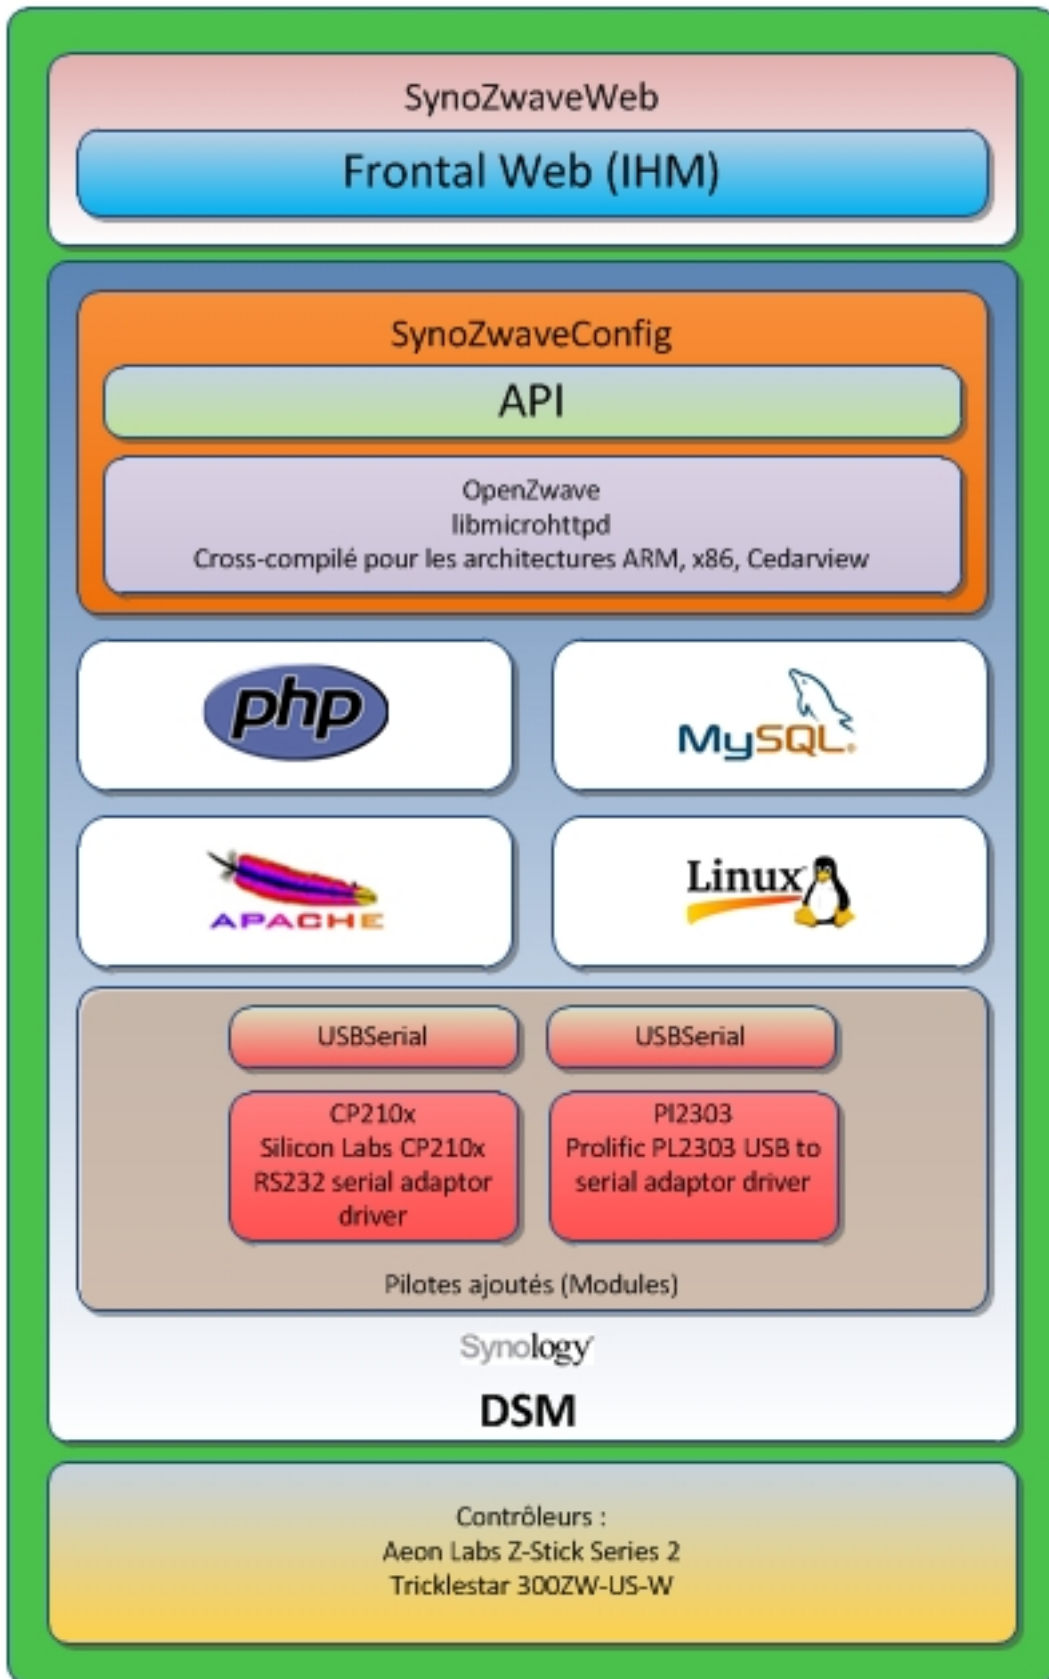 SynoZwaveWeb
Frontal Web (IHM)
SynoZwaveConfig
API
OpenZwave
libmicrohttpd
Cross-compilé pour les architectures ARM, x86, Cedarview
php
MySQL®
APACHE
Linux
USBSerial
USBSerial
CP210x
Silicon Labs CP210x
RS232 serial adaptor
driver
Pl2303
Prolific PL2303 USB to
serial adaptor driver
Pilotes ajoutés (Modules)
Synology
DSM
Contrôleurs :
Aeon Labs Z-Stick Series 2
Tricklestar 300ZW-US-W